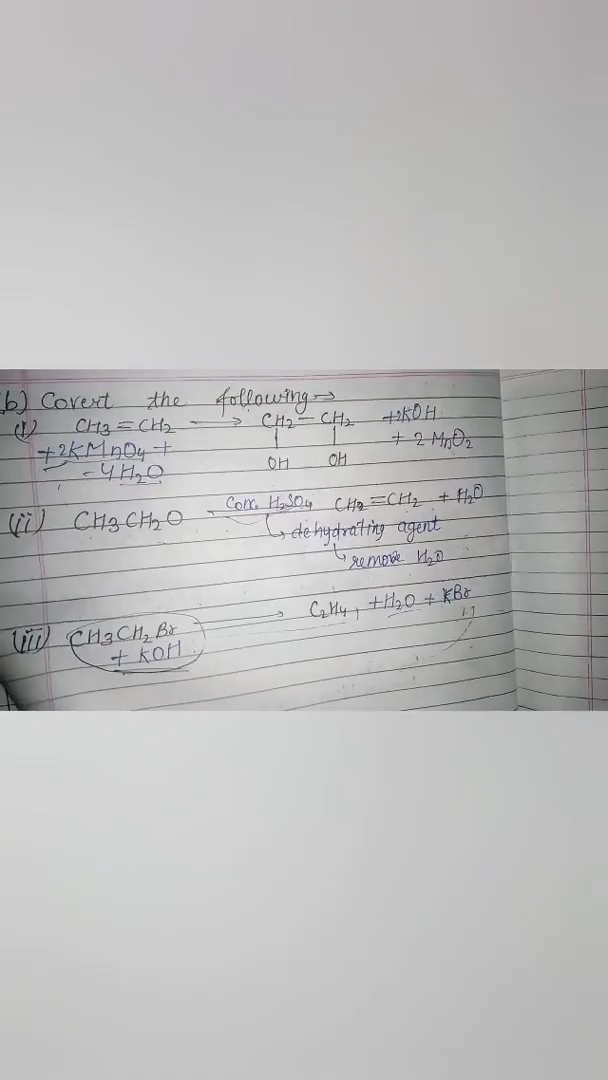 b) Covert the following →
(i) CH3 = CH2 → CH2 – CH2 +2KOH
+2KMnO4 + + 2 MnO2
4H2O OH OH
(ii) CH3CH2O Conc. H2SO4 CH2 = CH2 + H2O
↳ dehydrating agent
↳ remove H2O
(iii) CH3CH2Br → C2H4, +H2O + KBr
+ KOH